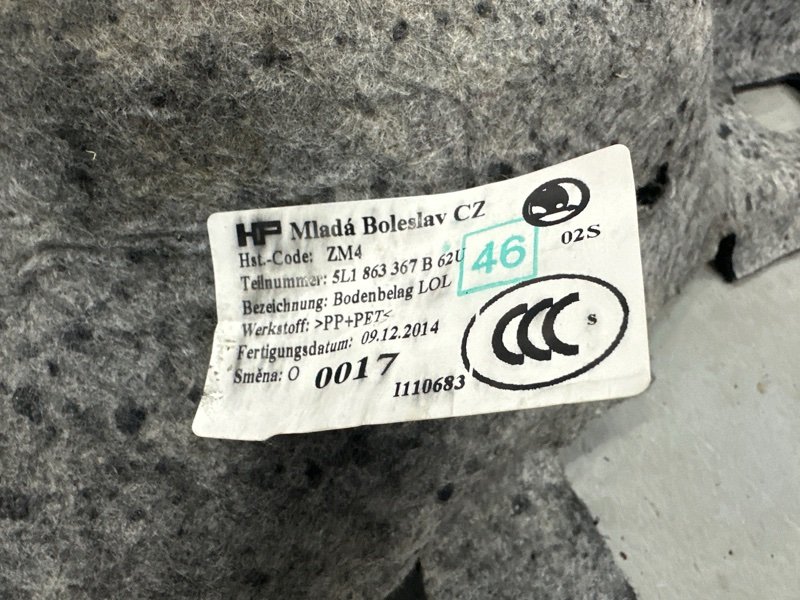 HP Mladá Boleslav CZ
02S
Hst.-Code: ZM4
Teilnummer: 5L1 863 367 B 62U
46
Bezeichnung: Bodenbelag LOL
Werkstoff: >PP+PET<
Fertigungsdatum: 09.12.2014
Směna: O 0017 I110683
CCC S